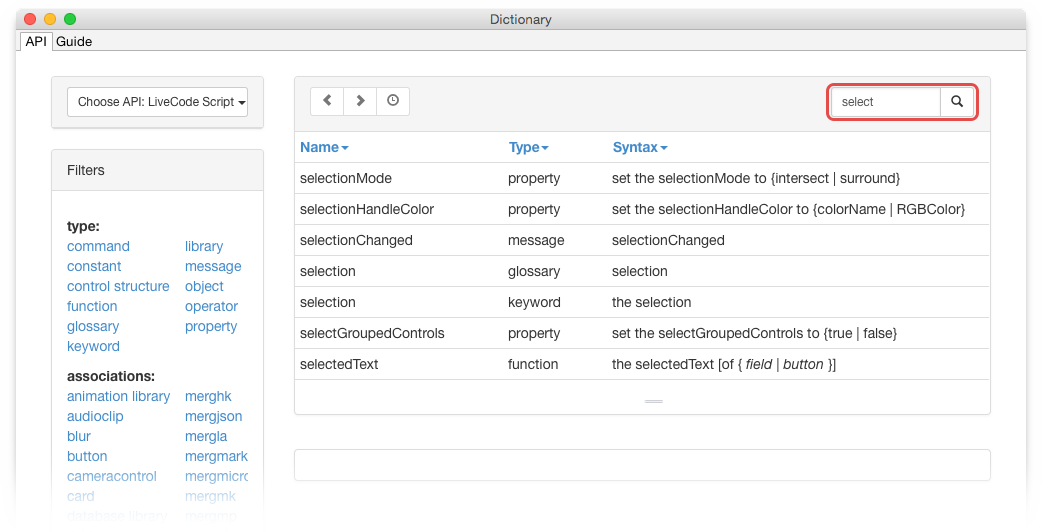 Dictionary
API Guide
Choose API: LiveCode Script
select
Filters
type:
command library
constant message
control structure object
function operator
glossary property
keyword
associations:
animation library merghk
audioclip mergjson
blur mergla
button mergmark
cameracontrol mergmicro
card mergmk
database library
Name Type Syntax
selectionMode property set the selectionMode to {intersect | surround}
selectionHandleColor property set the selectionHandleColor to {colorName | RGBColor}
selectionChanged message selectionChanged
selection glossary selection
selection keyword the selection
selectGroupedControls property set the selectGroupedControls to {true | false}
selectedText function the selectedText [of { field | button }]